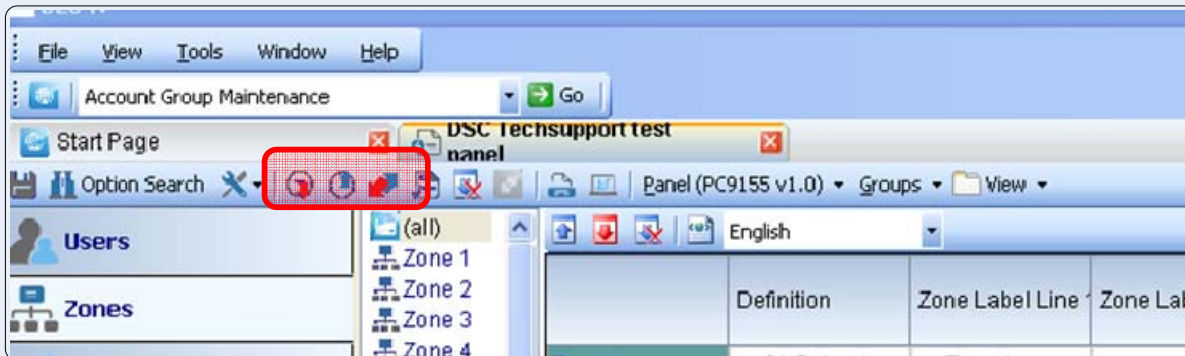 File View Tools Window Help
Account Group Maintenance Go
Start Page
DSC Techsupport test
panel
Option Search Panel (PC9155 v1.0) Groups View
Users
(all)
English
Zone 1
Zone 2
Definition Zone Label Line
Zones
Zone 3
Zone 4